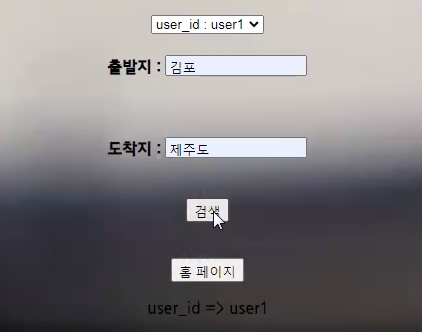 user_id : user1
출발지 : 김포
도착지 : 제주도
검색
홈 페이지
user_id => user1